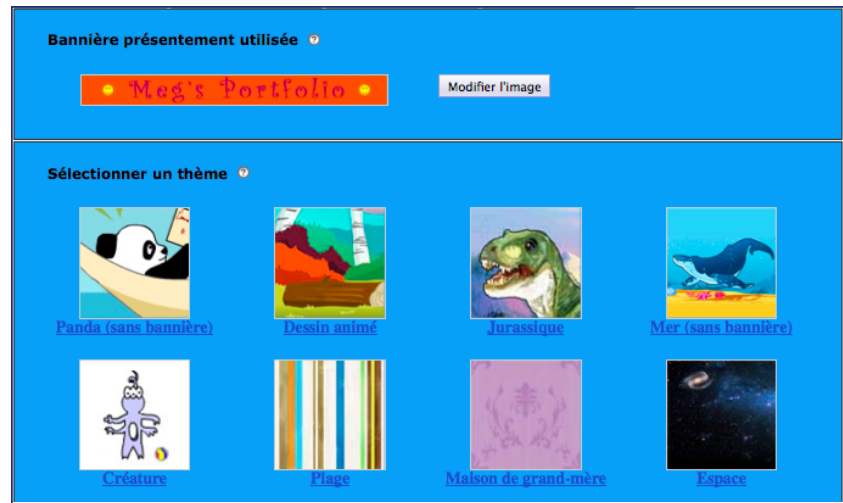 Bannière présentement utilisée ?
Meg's Portfolio
Modifier l'image
Sélectionner un thème ?
Panda (sans bannière) Dessin animé Jurassique Mer (sans bannière)
Créature Plage Maison de grand-mère Espace